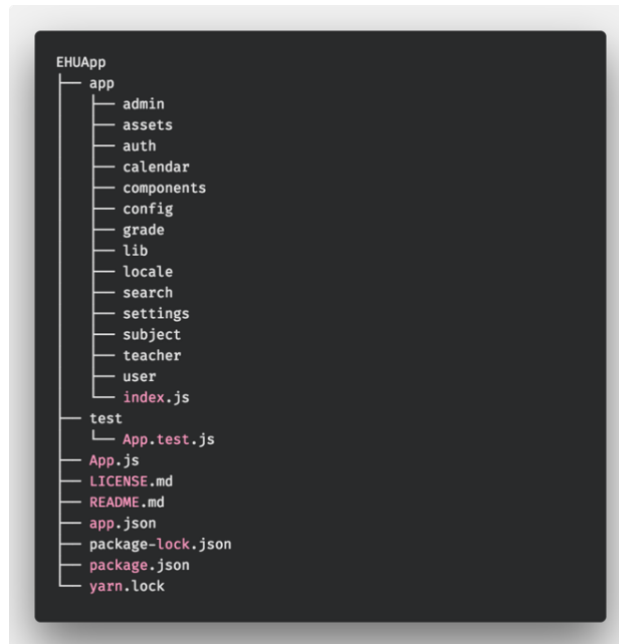 EHUApp
├── app
│   ├── admin
│   ├── assets
│   ├── auth
│   ├── calendar
│   ├── components
│   ├── config
│   ├── grade
│   ├── lib
│   ├── locale
│   ├── search
│   ├── settings
│   ├── subject
│   ├── teacher
│   ├── user
│   └── index.js
├── test
│   └── App.test.js
├── App.js
├── LICENSE.md
├── README.md
├── app.json
├── package-lock.json
├── package.json
└── yarn.lock